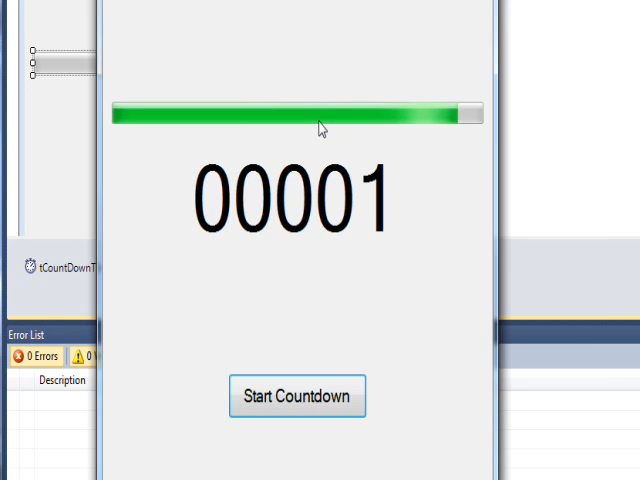 00001
tCountDownT
Error List
0 Errors
0
Description
Start Countdown